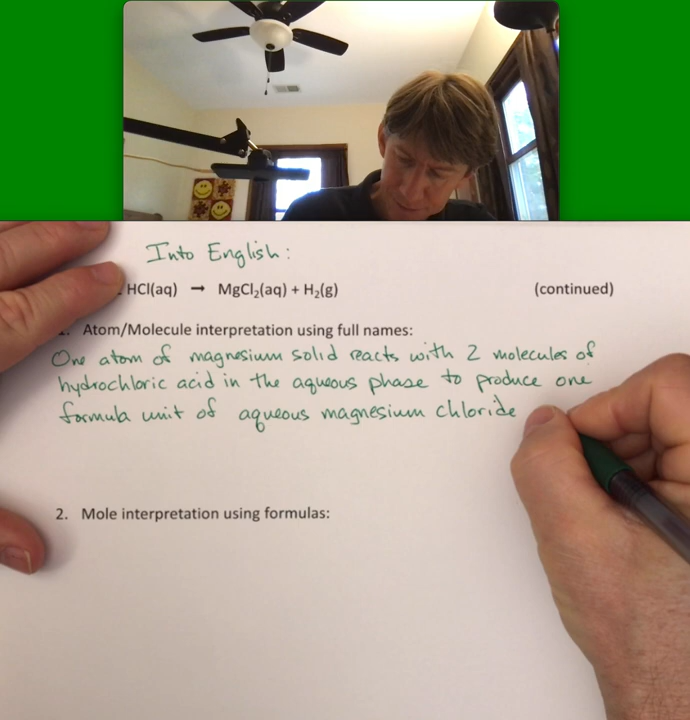 Into English:
HCl(aq) → MgCl₂(aq) + H₂(g) (continued)
1. Atom/Molecule interpretation using full names:
One atom of magnesium solid reacts with 2 molecules of
hydrochloric acid in the aqueous phase to produce one
formula unit of aqueous magnesium chloride
2. Mole interpretation using formulas: